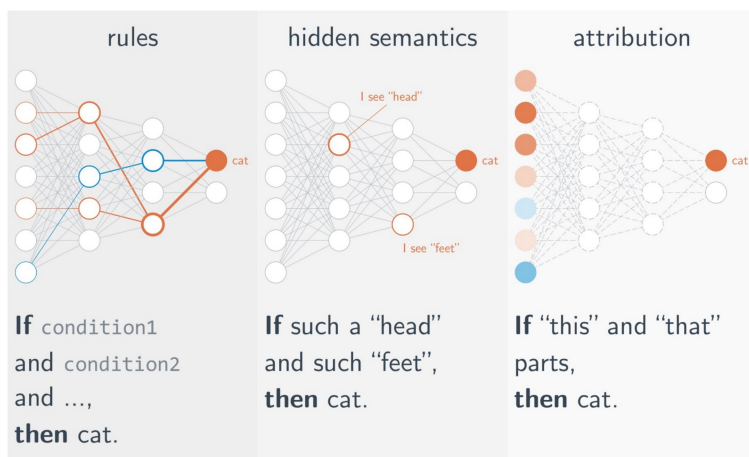 rules
cat
If condition1
and condition2
and ...,
then cat.
hidden semantics
I see “head”
cat
I see “feet”
If such a “head”
and such “feet”,
then cat.
attribution
cat
If “this” and “that”
parts,
then cat.